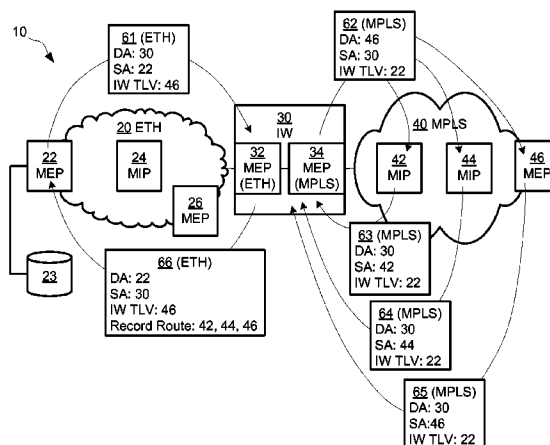 10
61 (ETH)
DA: 30
SA: 22
IW TLV: 46
62 (MPLS)
DA: 46
SA: 30
IW TLV: 22
20 ETH
30
IW
40 MPLS
22
MEP
24
MIP
26 MEP
32
MEP
(ETH)
34
MEP
(MPLS)
42
MIP
44
MIP
46
MEP
23
66 (ETH)
DA: 22
SA: 30
IW TLV: 46
Record Route: 42, 44, 46
63 (MPLS)
DA: 30
SA: 42
IW TLV: 22
64 (MPLS)
DA: 30
SA: 44
IW TLV: 22
65 (MPLS)
DA: 30
SA:46
IW TLV: 22